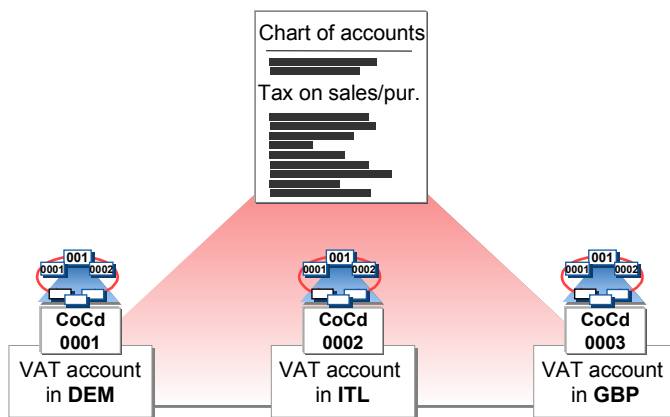 Chart of accounts
Tax on sales/pur.
001
0001
0002
CoCd
0001
VAT account
in DEM
001
0001
0002
CoCd
0002
VAT account
in ITL
001
0001
0002
CoCd
0003
VAT account
in GBP